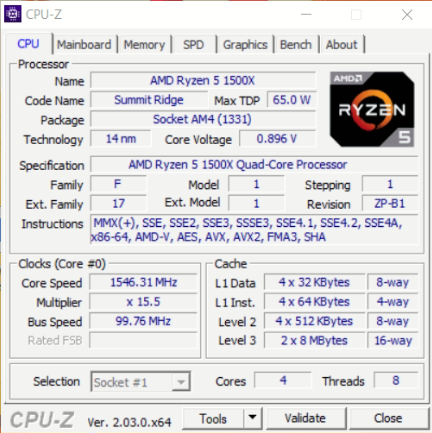 CPU-Z
CPU Mainboard Memory SPD Graphics Bench About
Processor
Name AMD Ryzen 5 1500X
Code Name Summit Ridge Max TDP 65.0 W
Package Socket AM4 (1331)
Technology 14 nm Core Voltage 0.896 V
AMD
RYZEN
5
Specification AMD Ryzen 5 1500X Quad-Core Processor
Family F Model 1 Stepping 1
Ext. Family 17 Ext. Model 1 Revision ZP-B1
Instructions MMX(+), SSE, SSE2, SSE3, SSSE3, SSE4.1, SSE4.2, SSE4A,
x86-64, AMD-V, AES, AVX, AVX2, FMA3, SHA
Clocks (Core #0)
Core Speed 1546.31 MHz
Multiplier x 15.5
Bus Speed 99.76 MHz
Rated FSB
Cache
L1 Data 4 x 32 KBytes 8-way
L1 Inst. 4 x 64 KBytes 4-way
Level 2 4 x 512 KBytes 8-way
Level 3 2 x 8 MBytes 16-way
Selection Socket #1 Cores 4 Threads 8
CPU-Z Ver. 2.03.0.x64 Tools Validate Close